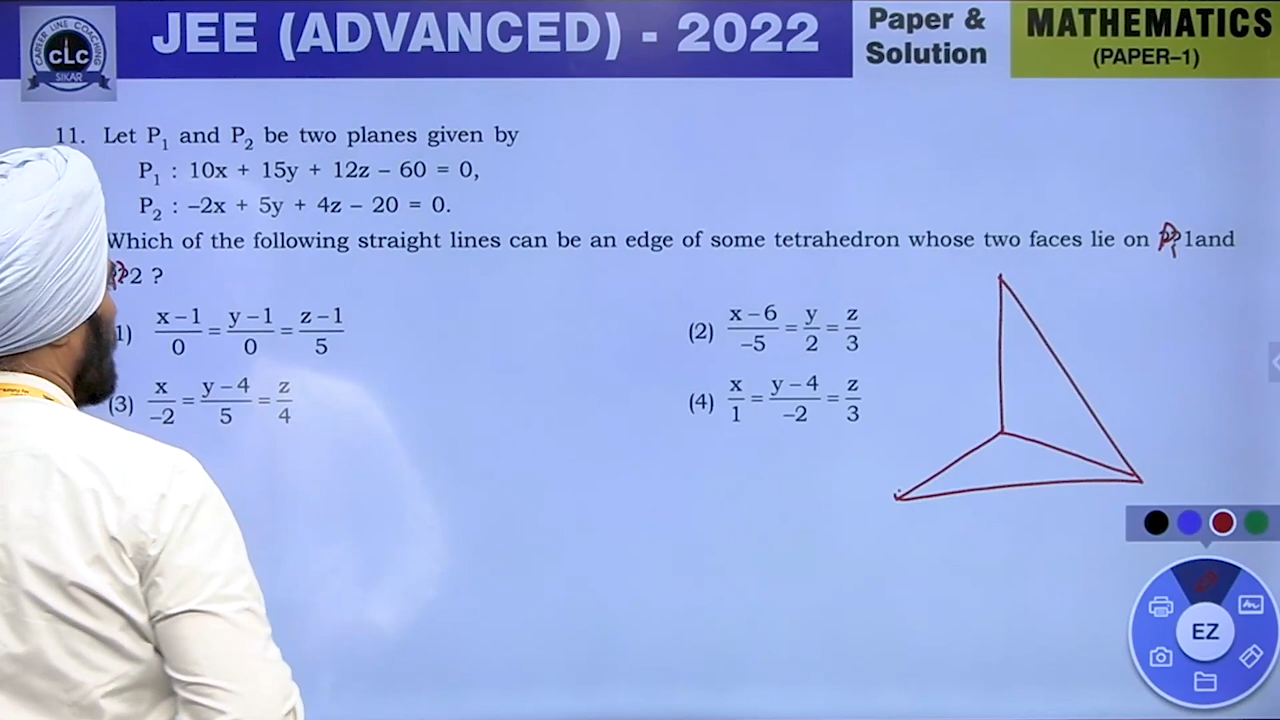 CAREER LINE COACHING
CLC
SIKAR
JEE (ADVANCED) - 2022
Paper &
Solution
MATHEMATICS
(PAPER–1)
11. Let P₁ and P₂ be two planes given by
P₁ : 10x + 15y + 12z – 60 = 0,
P₂ : –2x + 5y + 4z – 20 = 0.
Which of the following straight lines can be an edge of some tetrahedron whose two faces lie on P₁ 1and
2 ?
1) (x–1)/0 = (y–1)/0 = (z–1)/5
(2) (x–6)/–5 = y/2 = z/3
(3) x/–2 = (y–4)/5 = z/4
(4) x/1 = (y–4)/–2 = z/3
EZ